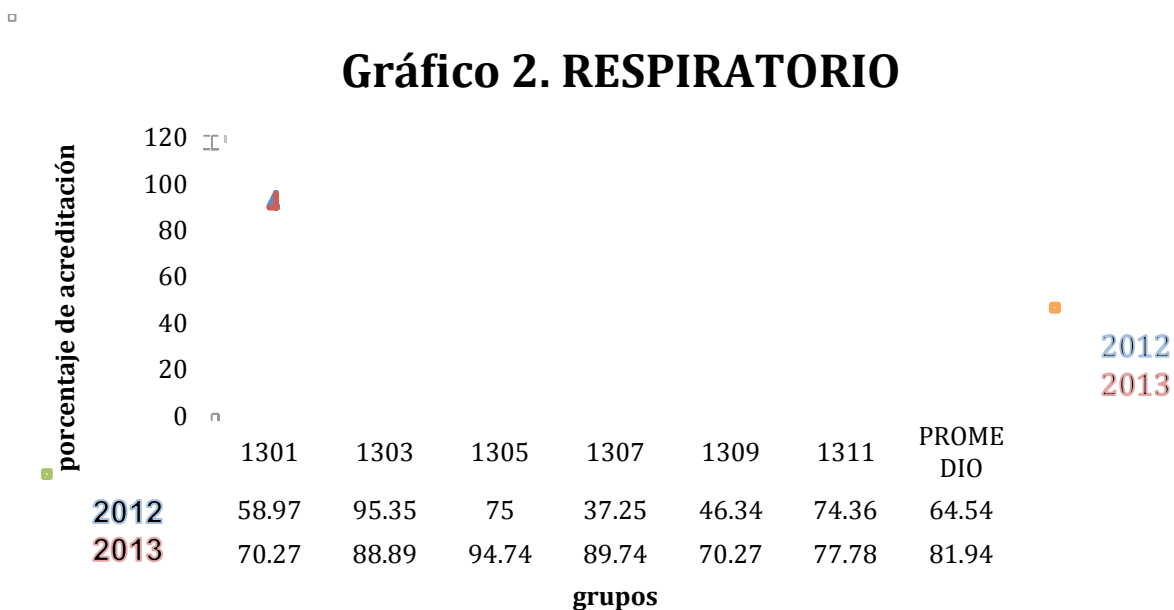 Gráfico 2. RESPIRATORIO
porcentaje de acreditación
120
100
80
60
40
20
0
2012
2013
1301 1303 1305 1307 1309 1311 PROME
DIO
2012 58.97 95.35 75 37.25 46.34 74.36 64.54
2013 70.27 88.89 94.74 89.74 70.27 77.78 81.94
grupos